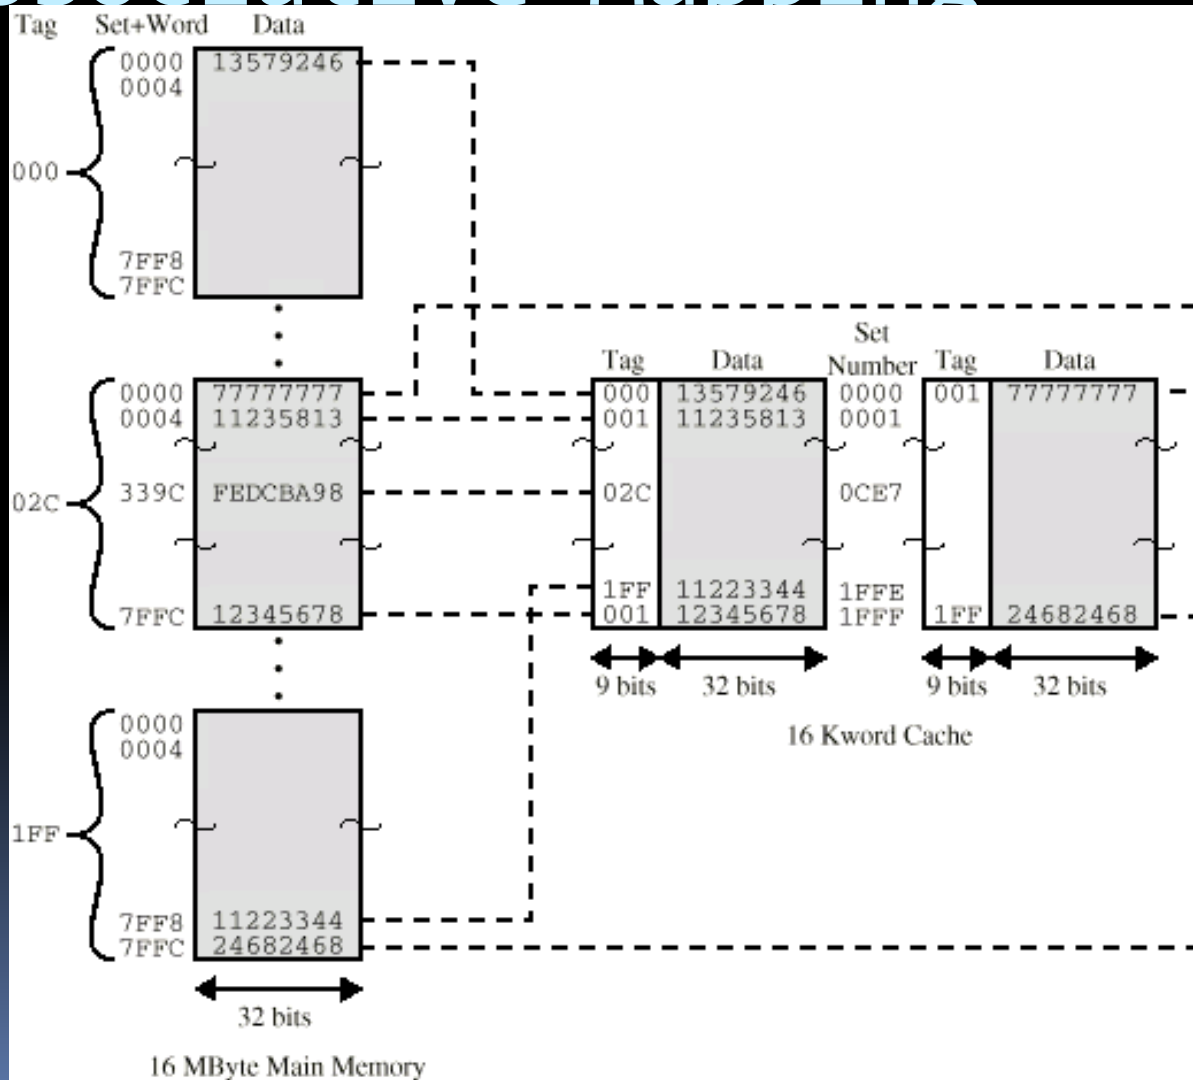 Tag Set+Word Data
0000 13579246
0004
000
7FF8
7FFC
0000 77777777
0004 11235813
02C 339C FEDCBA98
7FFC 12345678
0000
0004
1FF
7FF8 11223344
7FFC 24682468
32 bits
16 MByte Main Memory
Set
Tag Data Number Tag Data
000 13579246 0000 001 77777777
001 11235813 0001
02C 0CE7
1FF 11223344 1FFE
001 12345678 1FFF 1FF 24682468
9 bits 32 bits 9 bits 32 bits
16 Kword Cache